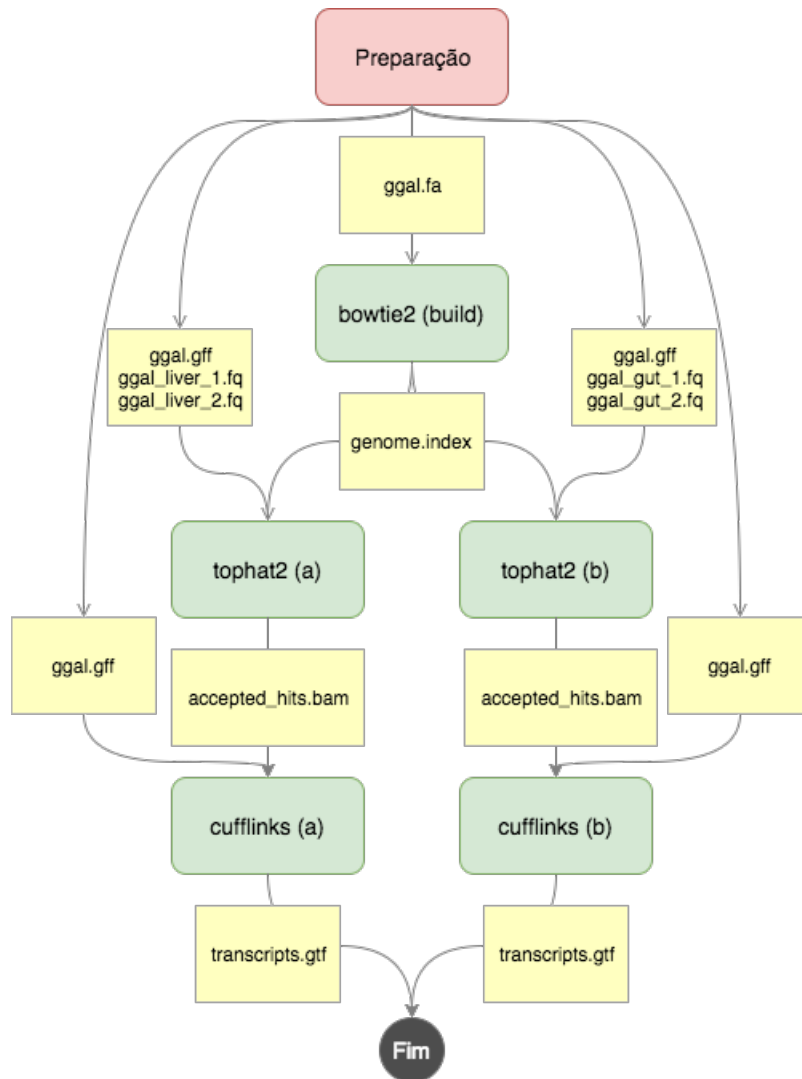 Preparação
ggal.fa
bowtie2 (build)
ggal.gff
ggal_liver_1.fq
ggal_liver_2.fq
ggal.gff
ggal_gut_1.fq
ggal_gut_2.fq
genome.index
tophat2 (a)
tophat2 (b)
ggal.gff
accepted_hits.bam
accepted_hits.bam
ggal.gff
cufflinks (a)
cufflinks (b)
transcripts.gtf
transcripts.gtf
Fim